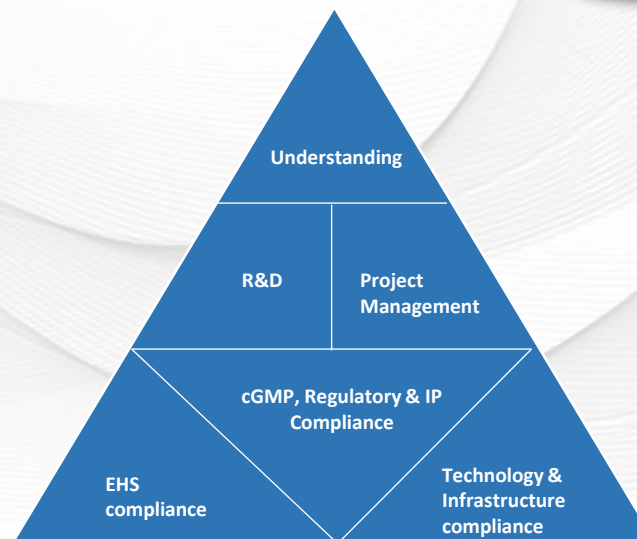 Understanding
R&D
Project
Management
cGMP, Regulatory & IP
Compliance
EHS
compliance
Technology &
Infrastructure
compliance